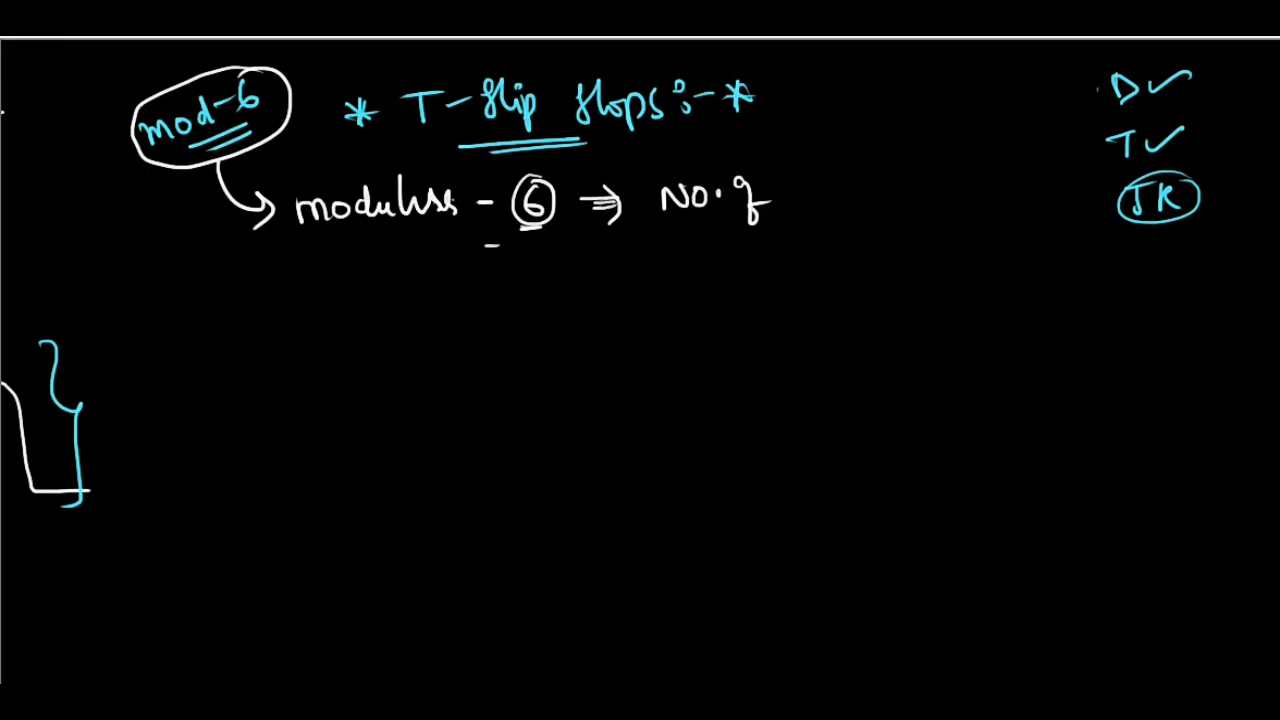 mod-6
* T-flip flops:- *
modulus - 6 ⇒ No. of
D✓
T✓
JK